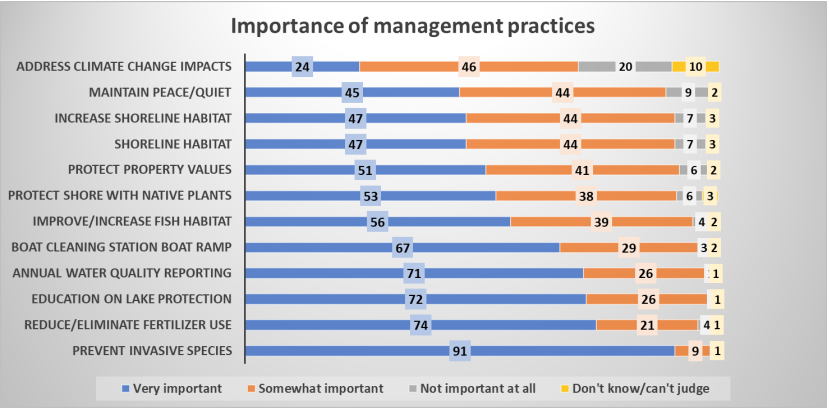 Importance of management practices
ADDRESS CLIMATE CHANGE IMPACTS 24 46 20 10
MAINTAIN PEACE/QUIET 45 44 9 2
INCREASE SHORELINE HABITAT 47 44 7 3
SHORELINE HABITAT 47 44 7 3
PROTECT PROPERTY VALUES 51 41 6 2
PROTECT SHORE WITH NATIVE PLANTS 53 38 6 3
IMPROVE/INCREASE FISH HABITAT 56 39 4 2
BOAT CLEANING STATION BOAT RAMP 67 29 3 2
ANNUAL WATER QUALITY REPORTING 71 26 1
EDUCATION ON LAKE PROTECTION 72 26 1
REDUCE/ELIMINATE FERTILIZER USE 74 21 4 1
PREVENT INVASIVE SPECIES 91 9 1
Very important Somewhat important Not important at all Don't know/can't judge